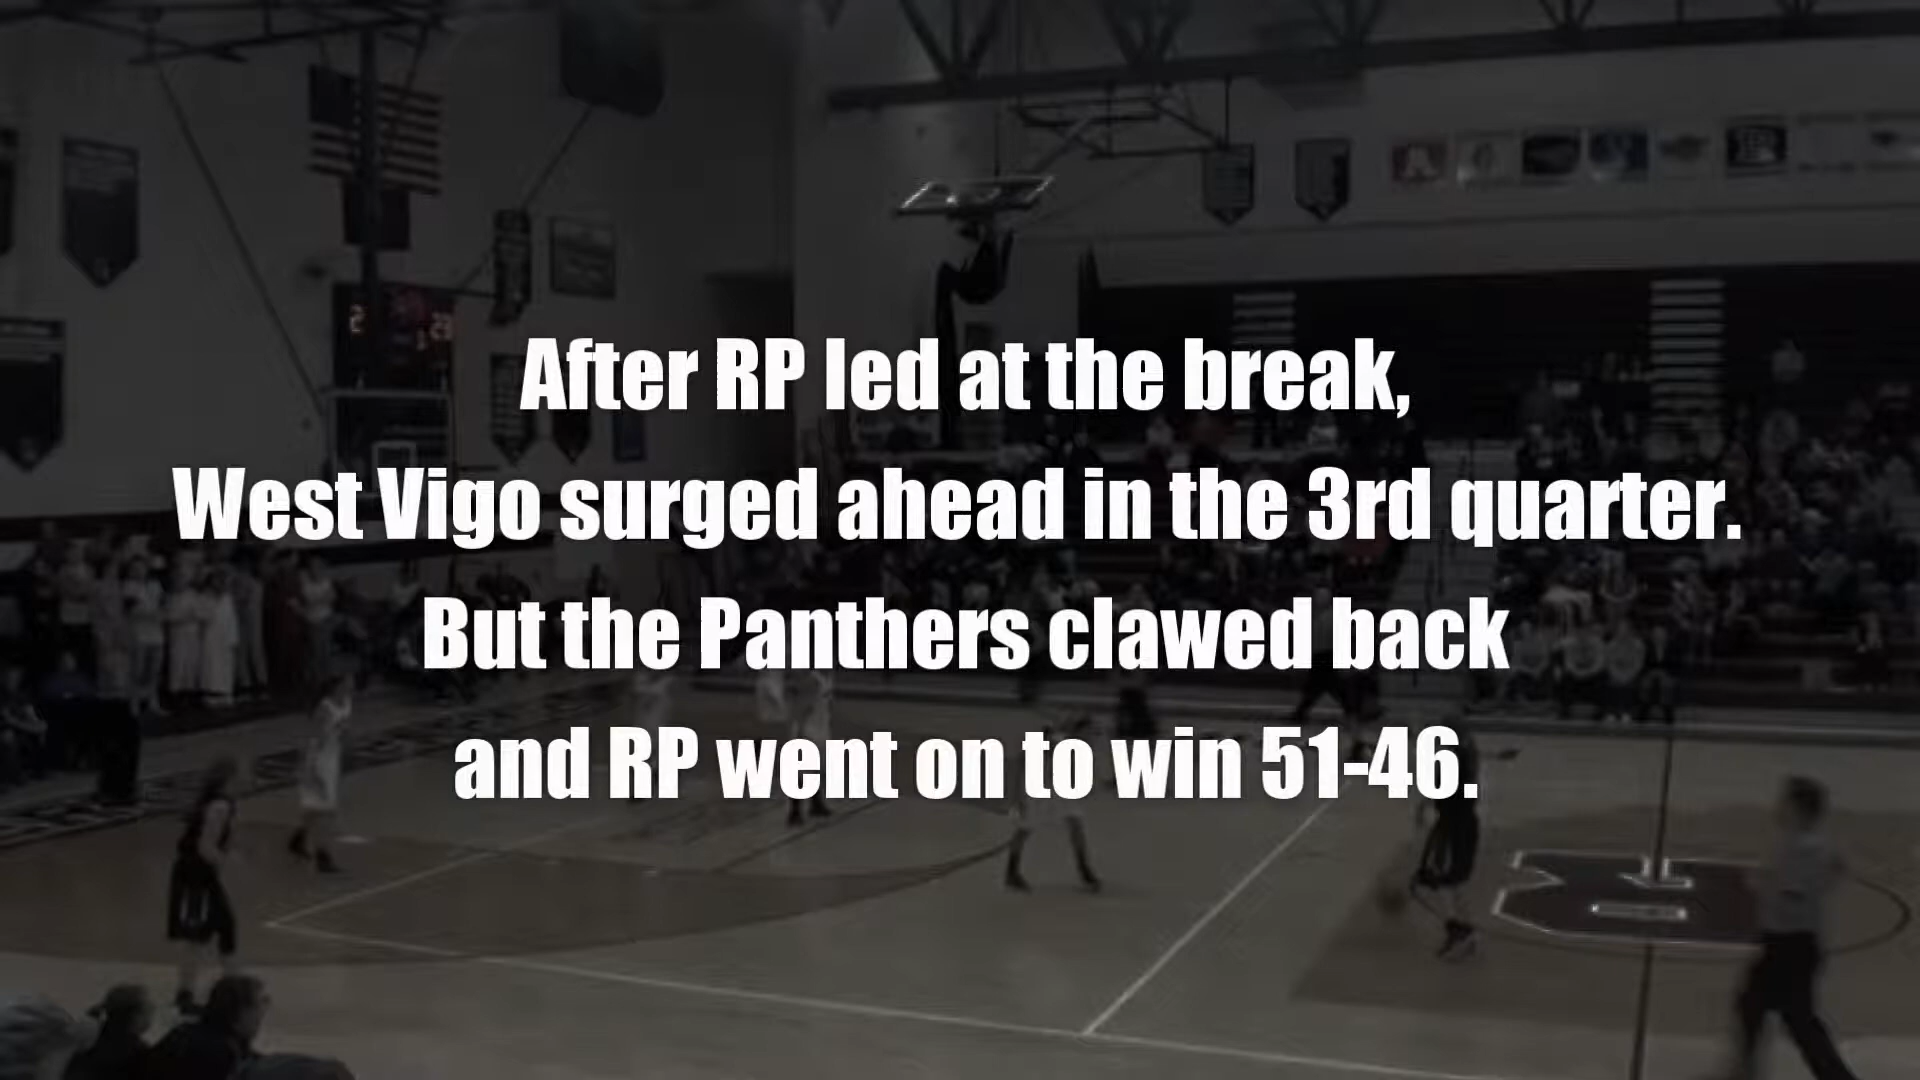 After RP led at the break,
West Vigo surged ahead in the 3rd quarter.
But the Panthers clawed back
and RP went on to win 51-46.